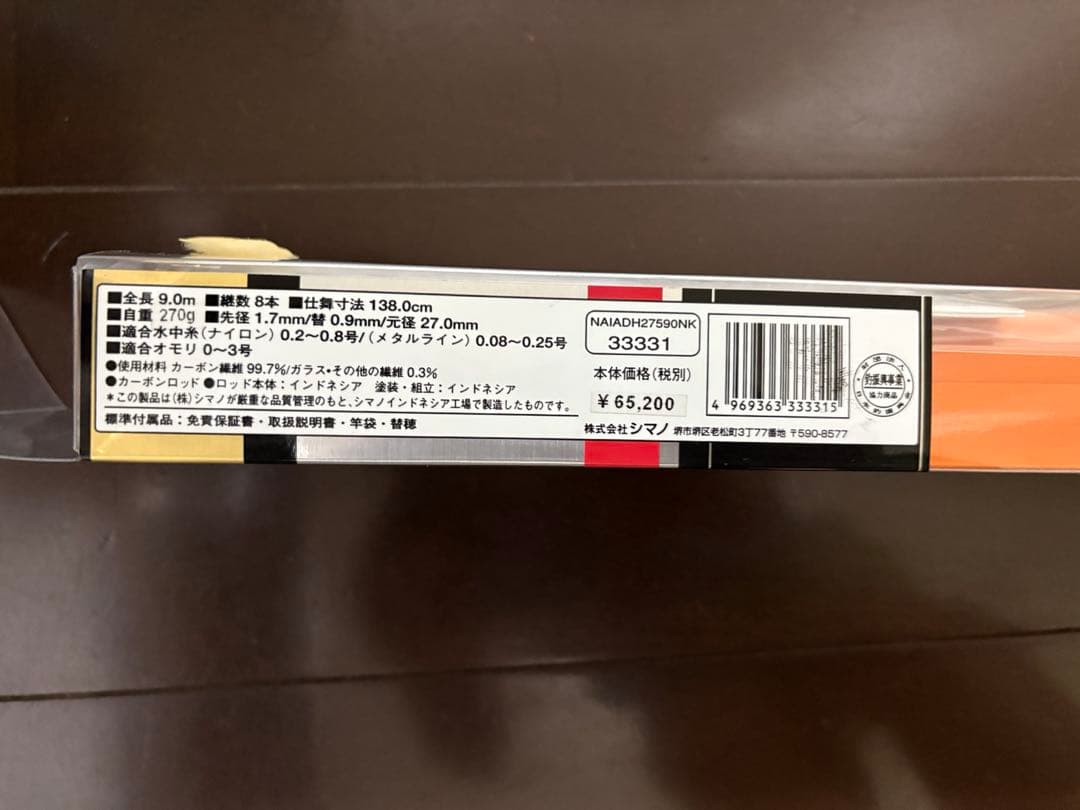 ■全長 9.0m ■継数 8本 ■仕舞寸法 138.0cm
■自重 270g ■先径 1.7mm/替 0.9mm/元径 27.0mm
■適合水中糸(ナイロン) 0.2〜0.8号/(メタルライン) 0.08〜0.25号
■適合オモリ 0〜3号
●使用材料 カーボン繊維 99.7%/ガラス・その他の繊維 0.3%
●カーボンロッド ●ロッド本体:インドネシア 塗装・組立:インドネシア
*この製品は(株)シマノが厳重な品質管理のもと、シマノインドネシア工場で製造したものです。
標準付属品:免責保証書・取扱説明書・竿袋・替穂
NAIADH27590NK
33331
本体価格(税別)
¥65,200
4 969363 333315
株式会社シマノ 堺市堺区老松町3丁77番地 〒590-8577
釣振興事業
協力商品